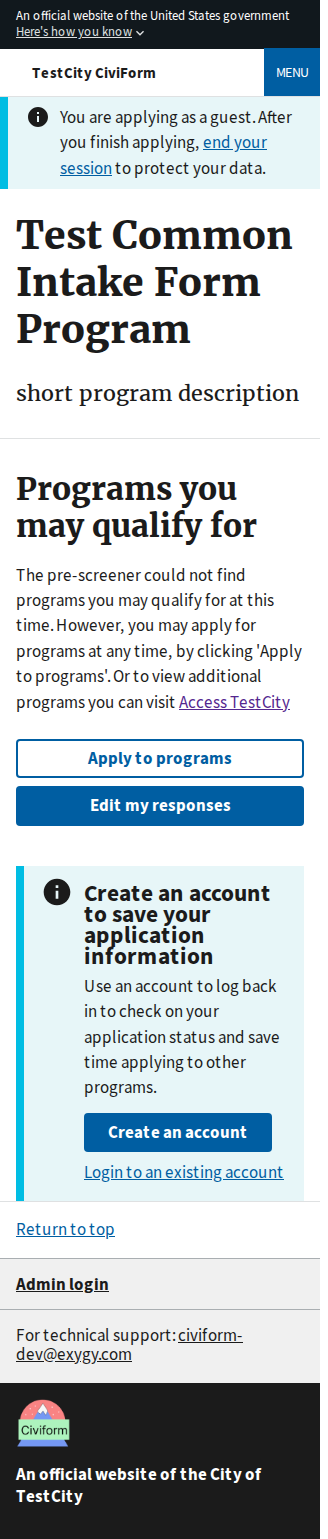 An official website of the United States government
Here's how you know
TestCity CiviForm
MENU
You are applying as a guest. After
you finish applying, end your
session to protect your data.
Test Common
Intake Form
Program
short program description
Programs you
may qualify for
The pre-screener could not find
programs you may qualify for at this
time. However, you may apply for
programs at any time, by clicking 'Apply
to programs'. Or to view additional
programs you can visit Access TestCity
Apply to programs
Edit my responses
Create an account
to save your
application
information
Use an account to log back
in to check on your
application status and save
time applying to other
programs.
Create an account
Login to an existing account
Return to top
Admin login
For technical support: civiform-
dev@exygy.com
Civiform
An official website of the City of
TestCity